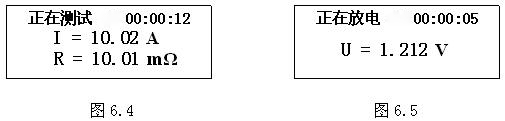 正在测试 00:00:12
I = 10.02 A
R = 10.01 mΩ
图 6.4
正在放电 00:00:05
U = 1.212 V
图 6.5